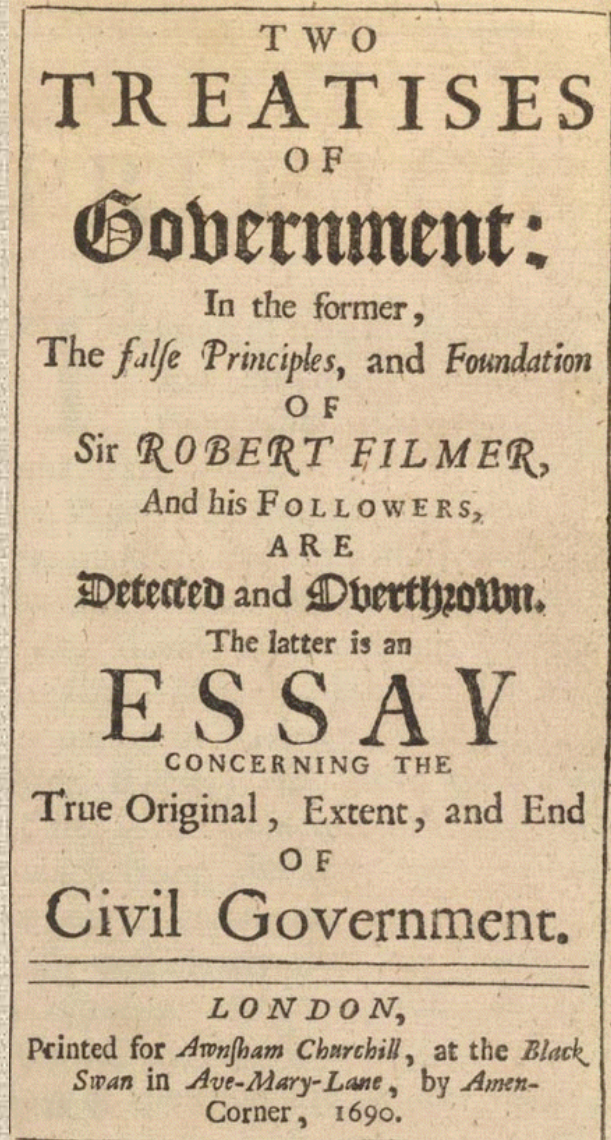 TWO
TREATISES
OF
Government:
In the former,
The falſe Principles, and Foundation
OF
Sir ROBERT FILMER,
And his FOLLOWERS,
ARE
Detected and Overthrown.
The latter is an
ESSAY
CONCERNING THE
True Original, Extent, and End
OF
Civil Government.
LONDON,
Printed for Awnſham Churchill, at the Black
Swan in Ave-Mary-Lane, by Amen-
Corner, 1690.